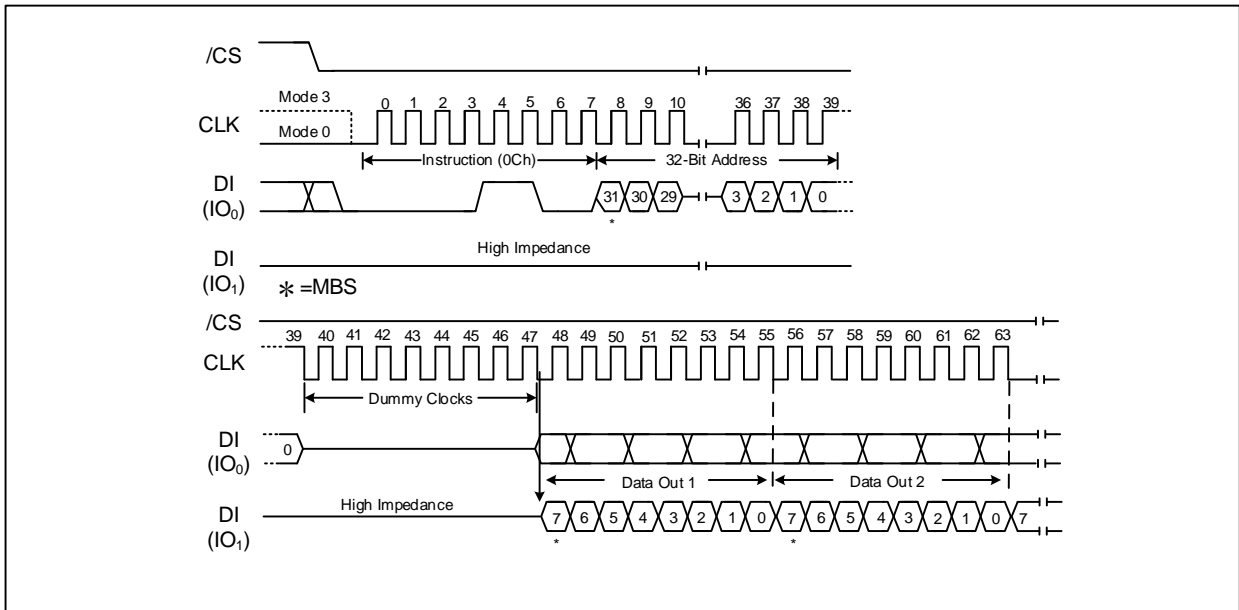 /CS
Mode 3
0 1 2 3 4 5 6 7 8 9 10 36 37 38 39
CLK
Mode 0
Instruction (0Ch) 32-Bit Address
DI
(IO0)
31 30 29 3 2 1 0
*
High Impedance
DI
(IO1)
* =MBS
/CS
39 40 41 42 43 44 45 46 47 48 49 50 51 52 53 54 55 56 57 58 59 60 61 62 63
CLK
Dummy Clocks
DI
(IO0)
0
Data Out 1 Data Out 2
High Impedance
DI
(IO1)
7 6 5 4 3 2 1 0 7 6 5 4 3 2 1 0 7
* *